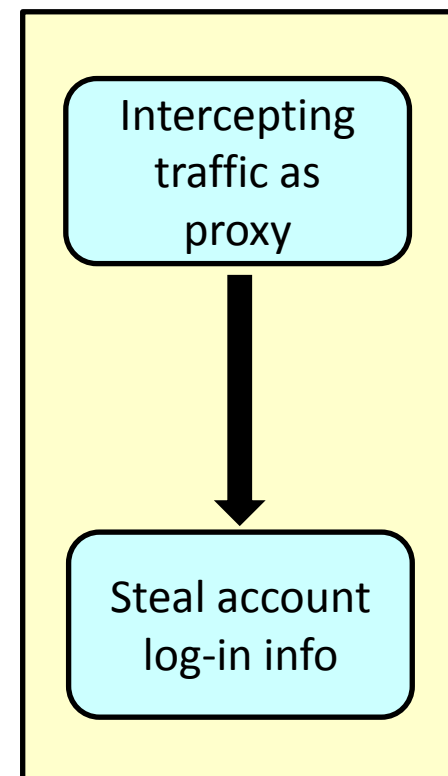 Intercepting
traffic as
proxy
Steal account
log-in info